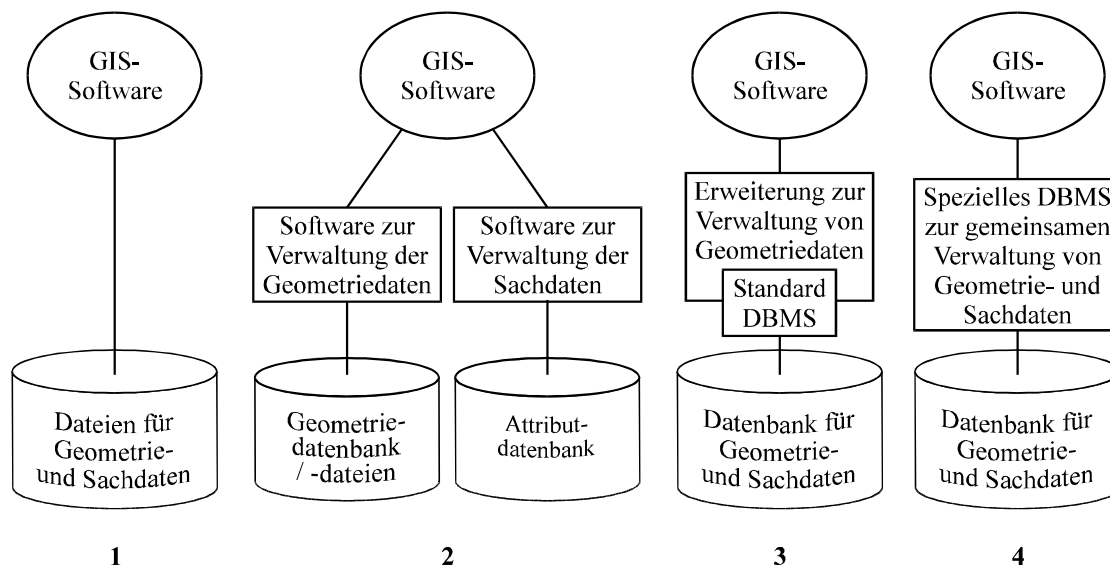 GIS-
Software
GIS-
Software
GIS-
Software
GIS-
Software
Software zur
Verwaltung der
Geometriedaten
Software zur
Verwaltung der
Sachdaten
Erweiterung zur
Verwaltung von
Geometriedaten
Standard
DBMS
Spezielles DBMS
zur gemeinsamen
Verwaltung von
Geometrie- und
Sachdaten
Dateien für
Geometrie-
und Sachdaten
Geometrie-
datenbank
/ -dateien
Attribut-
datenbank
Datenbank für
Geometrie-
und Sachdaten
Datenbank für
Geometrie-
und Sachdaten
1
2
3
4